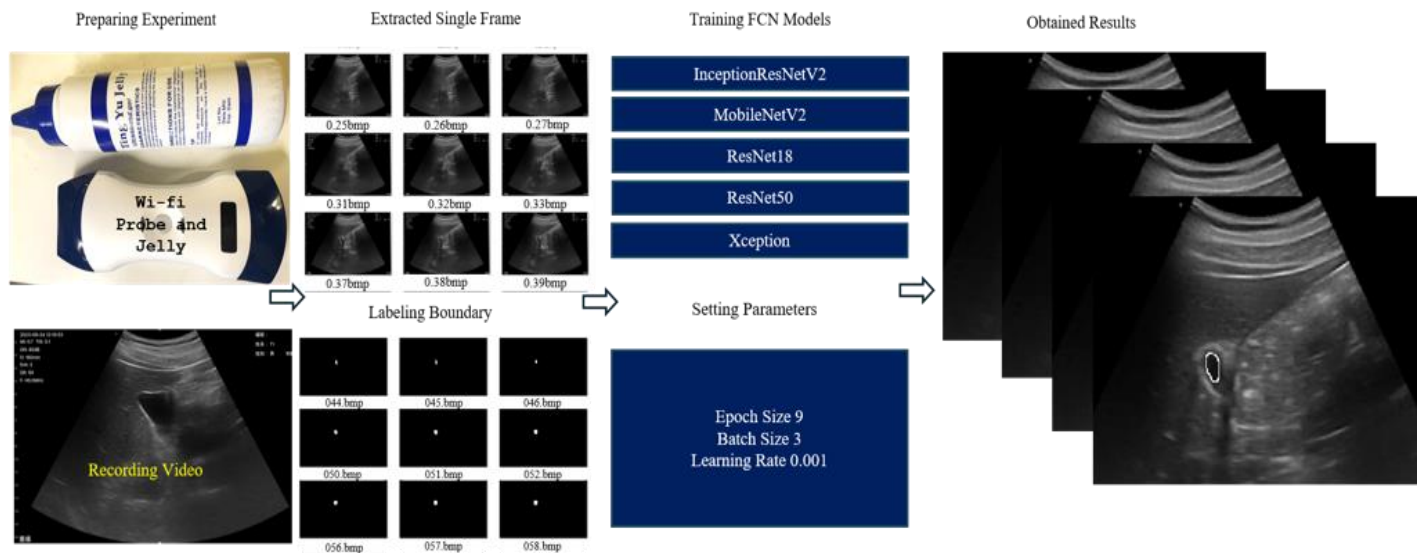 Preparing Experiment
Extracted Single Frame
Training FCN Models
Obtained Results
Ting Yu Jelly
Wi-fi
Probe and
Jelly
0.25bmp
0.26bmp
0.27bmp
0.31bmp
0.32bmp
0.33bmp
0.37bmp
0.38bmp
0.39bmp
InceptionResNetV2
MobileNetV2
ResNet18
ResNet50
Xception
Labeling Boundary
Setting Parameters
Recording Video
044.bmp
045.bmp
046.bmp
050.bmp
051.bmp
052.bmp
056.bmp
057.bmp
058.bmp
Epoch Size 9
Batch Size 3
Learning Rate 0.001